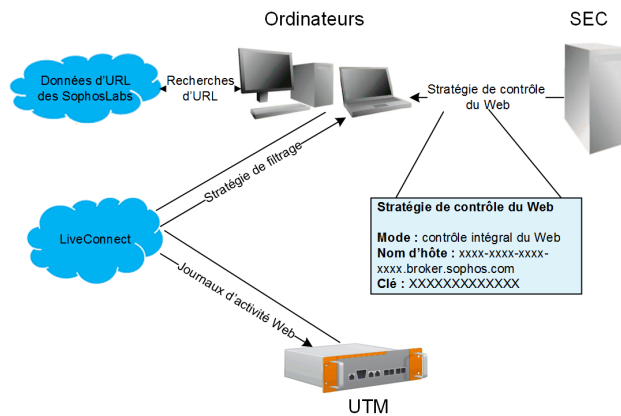 Ordinateurs
SEC
Données d'URL
des SophosLabs
Recherches
d'URL
Stratégie de contrôle
du Web
Stratégie de filtrage
Stratégie de contrôle du Web
Mode : contrôle intégral du Web
Nom d'hôte : xxxx-xxxx-xxxx-
xxxx.broker.sophos.com
Clé : XXXXXXXXXXXXX
LiveConnect
Journaux d'activité Web
UTM